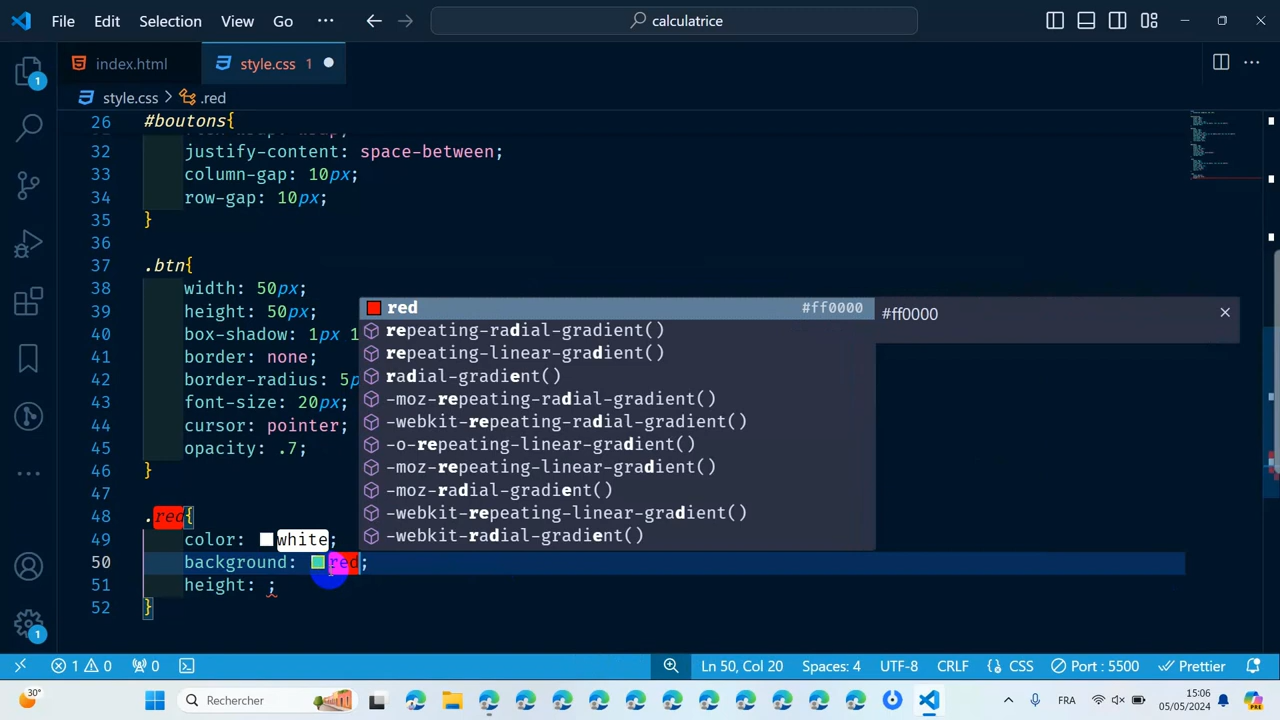 File Edit Selection View Go ··· calculatrice
index.html style.css 1
style.css > .red
26 #boutons{
32 justify-content: space-between;
33 column-gap: 10px;
34 row-gap: 10px;
35 }
36
37 .btn{
38 width: 50px;
39 height: 50px;
40 box-shadow: 1px 1
41 border: none;
42 border-radius: 5p
43 font-size: 20px;
44 cursor: pointer;
45 opacity: .7;
46 }
47
48 .red{
49 color: white;
50 background: red;
51 height: ;
52 }
red #ff0000
repeating-radial-gradient()
repeating-linear-gradient()
radial-gradient()
-moz-repeating-radial-gradient()
-webkit-repeating-radial-gradient()
-o-repeating-linear-gradient()
-moz-repeating-linear-gradient()
-moz-radial-gradient()
-webkit-repeating-linear-gradient()
-webkit-radial-gradient()
#ff0000
1
1
1 0 0 Ln 50, Col 20 Spaces: 4 UTF-8 CRLF {} CSS Port : 5500 Prettier
30° Rechercher FRA 15:06
05/05/2024
PRE